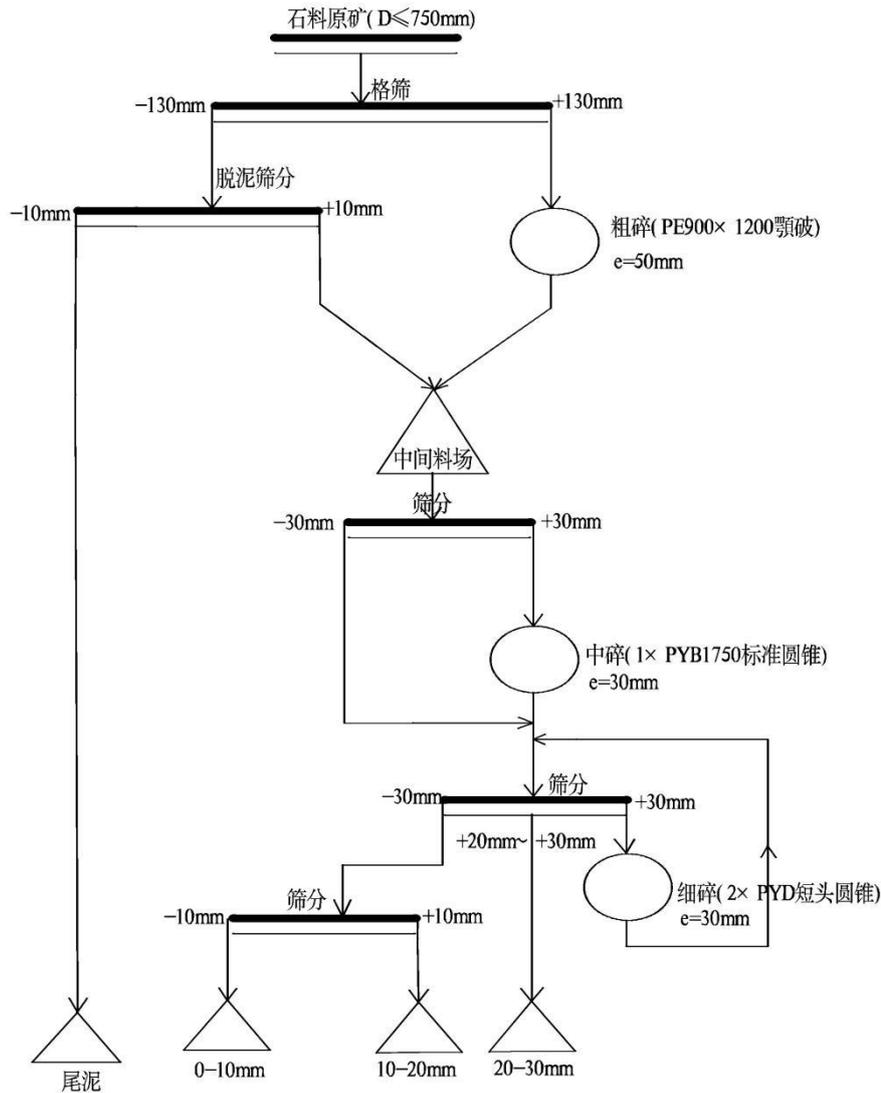 石料原矿(D≤750mm)
格筛
−130mm
+130mm
脱泥筛分
−10mm
+10mm
粗碎(PE900×1200颚破)
e=50mm
中间料场
筛分
−30mm
+30mm
中碎(1×PYB1750标准圆锥)
e=30mm
筛分
−30mm
+30mm
+20mm~+30mm
细碎(2×PYD短头圆锥)
e=30mm
筛分
−10mm
+10mm
尾泥
0−10mm
10−20mm
20−30mm